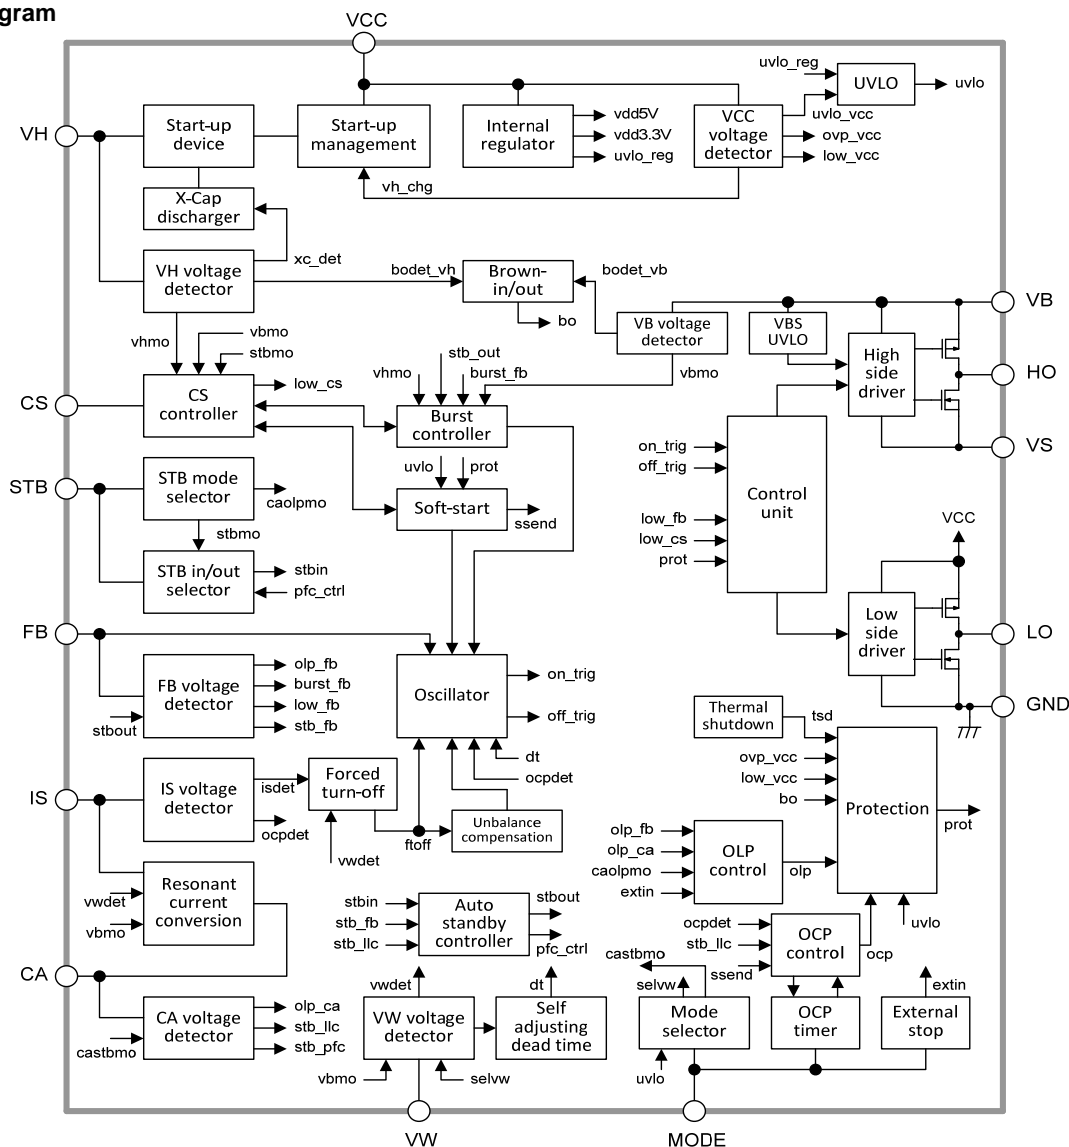 gram
VCC
uvlo_reg
UVLO
uvlo
VH
Start-up
device
Start-up
management
Internal
regulator
vdd5V
vdd3.3V
uvlo_reg
VCC
voltage
detector
uvlo_vcc
ovp_vcc
low_vcc
vh_chg
X-Cap
discharger
xc_det
VH voltage
detector
bodet_vh
Brown-
in/out
bodet_vb
bo
VB
VB voltage
detector
VBS
UVLO
High
side
driver
HO
VS
vhmo
vbmo
stbmo
stb_out
vhmo
burst_fb
vbmo
CS
CS
controller
low_cs
Burst
controller
on_trig
off_trig
low_fb
low_cs
prot
Control
unit
uvlo
prot
Soft-start
ssend
STB
STB mode
selector
caolpmo
stbmo
STB in/out
selector
stbin
pfc_ctrl
VCC
Low
side
driver
LO
GND
FB
FB voltage
detector
stbout
olp_fb
burst_fb
low_fb
stb_fb
Oscillator
on_trig
off_trig
dt
ocpdet
Thermal
shutdown
tsd
ovp_vcc
low_vcc
bo
Protection
prot
IS
IS voltage
detector
isdet
ocpdet
Forced
turn-off
vwdet
ftoff
Unbalance
compensation
olp_fb
olp_ca
caolpmo
extin
OLP
control
olp
uvlo
Resonant
current
conversion
vwdet
vbmo
stbin
stb_fb
stb_llc
Auto
standby
controller
stbout
pfc_ctrl
ocpdet
stb_llc
ssend
OCP
control
ocp
CA
CA voltage
detector
castbmo
olp_ca
stb_llc
stb_pfc
vwdet
VW voltage
detector
dt
Self
adjusting
dead time
vbmo
selvw
castbmo
selvw
Mode
selector
uvlo
OCP
timer
extin
External
stop
VW
MODE